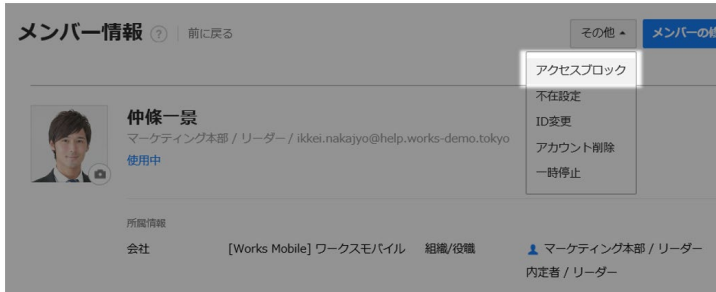 メンバー情報 ? 前に戻る その他 メンバーの修
アクセスブロック
不在設定
ID変更
アカウント削除
一時停止
仲條一景
マーケティング本部 / リーダー / ikkei.nakajyo@help.works-demo.tokyo
使用中
所属情報
会社 [Works Mobile] ワークスモバイル 組織/役職 マーケティング本部 / リーダー
内定者 / リーダー